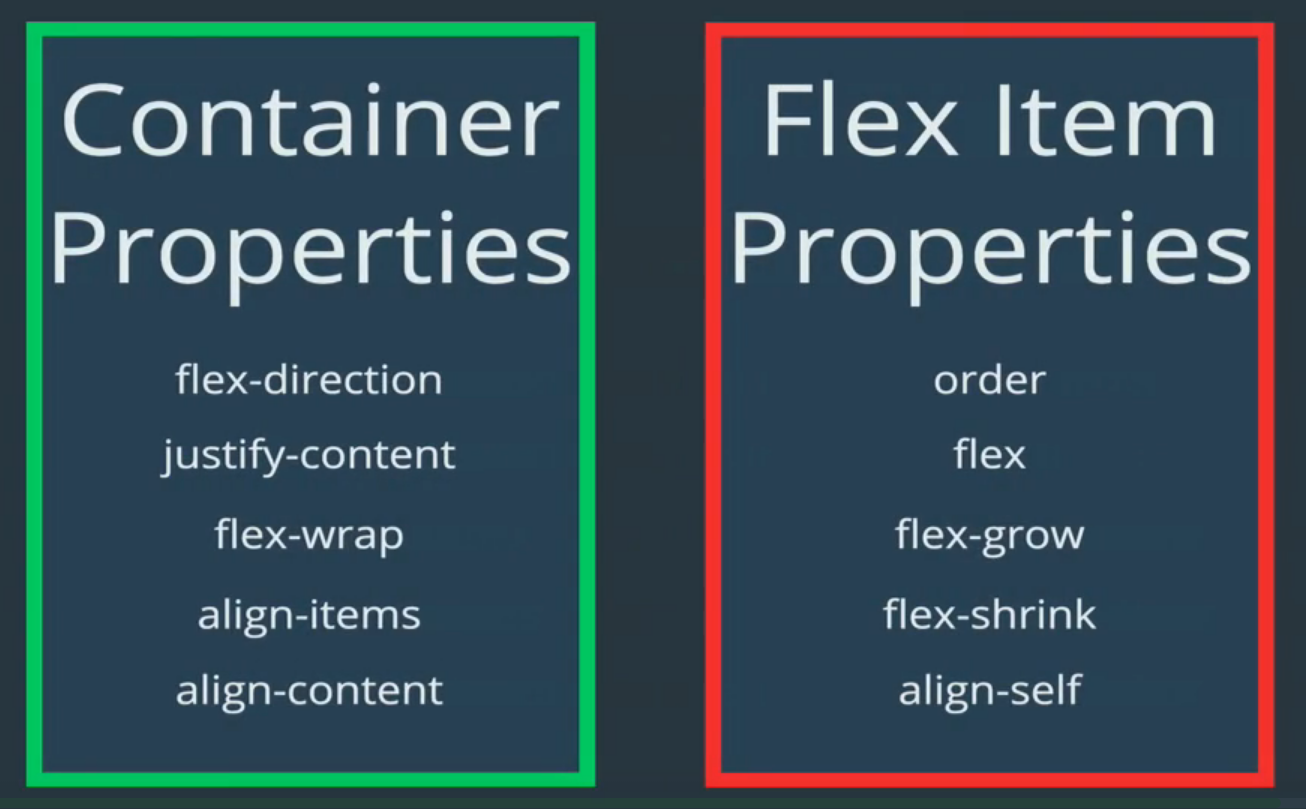 Container
Properties
flex-direction
justify-content
flex-wrap
align-items
align-content
Flex Item
Properties
order
flex
flex-grow
flex-shrink
align-self